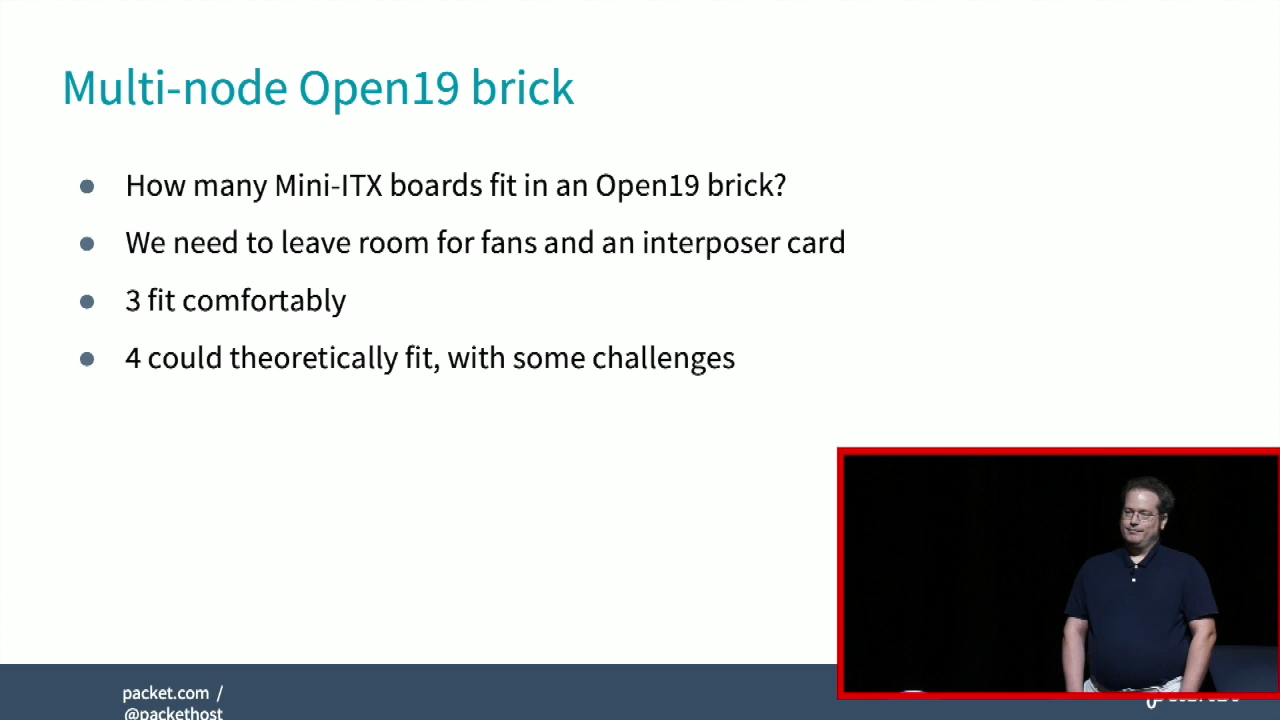 Multi-node Open19 brick
How many Mini-ITX boards fit in an Open19 brick?
We need to leave room for fans and an interposer card
3 fit comfortably
4 could theoretically fit, with some challenges
packet.com /
@packethost